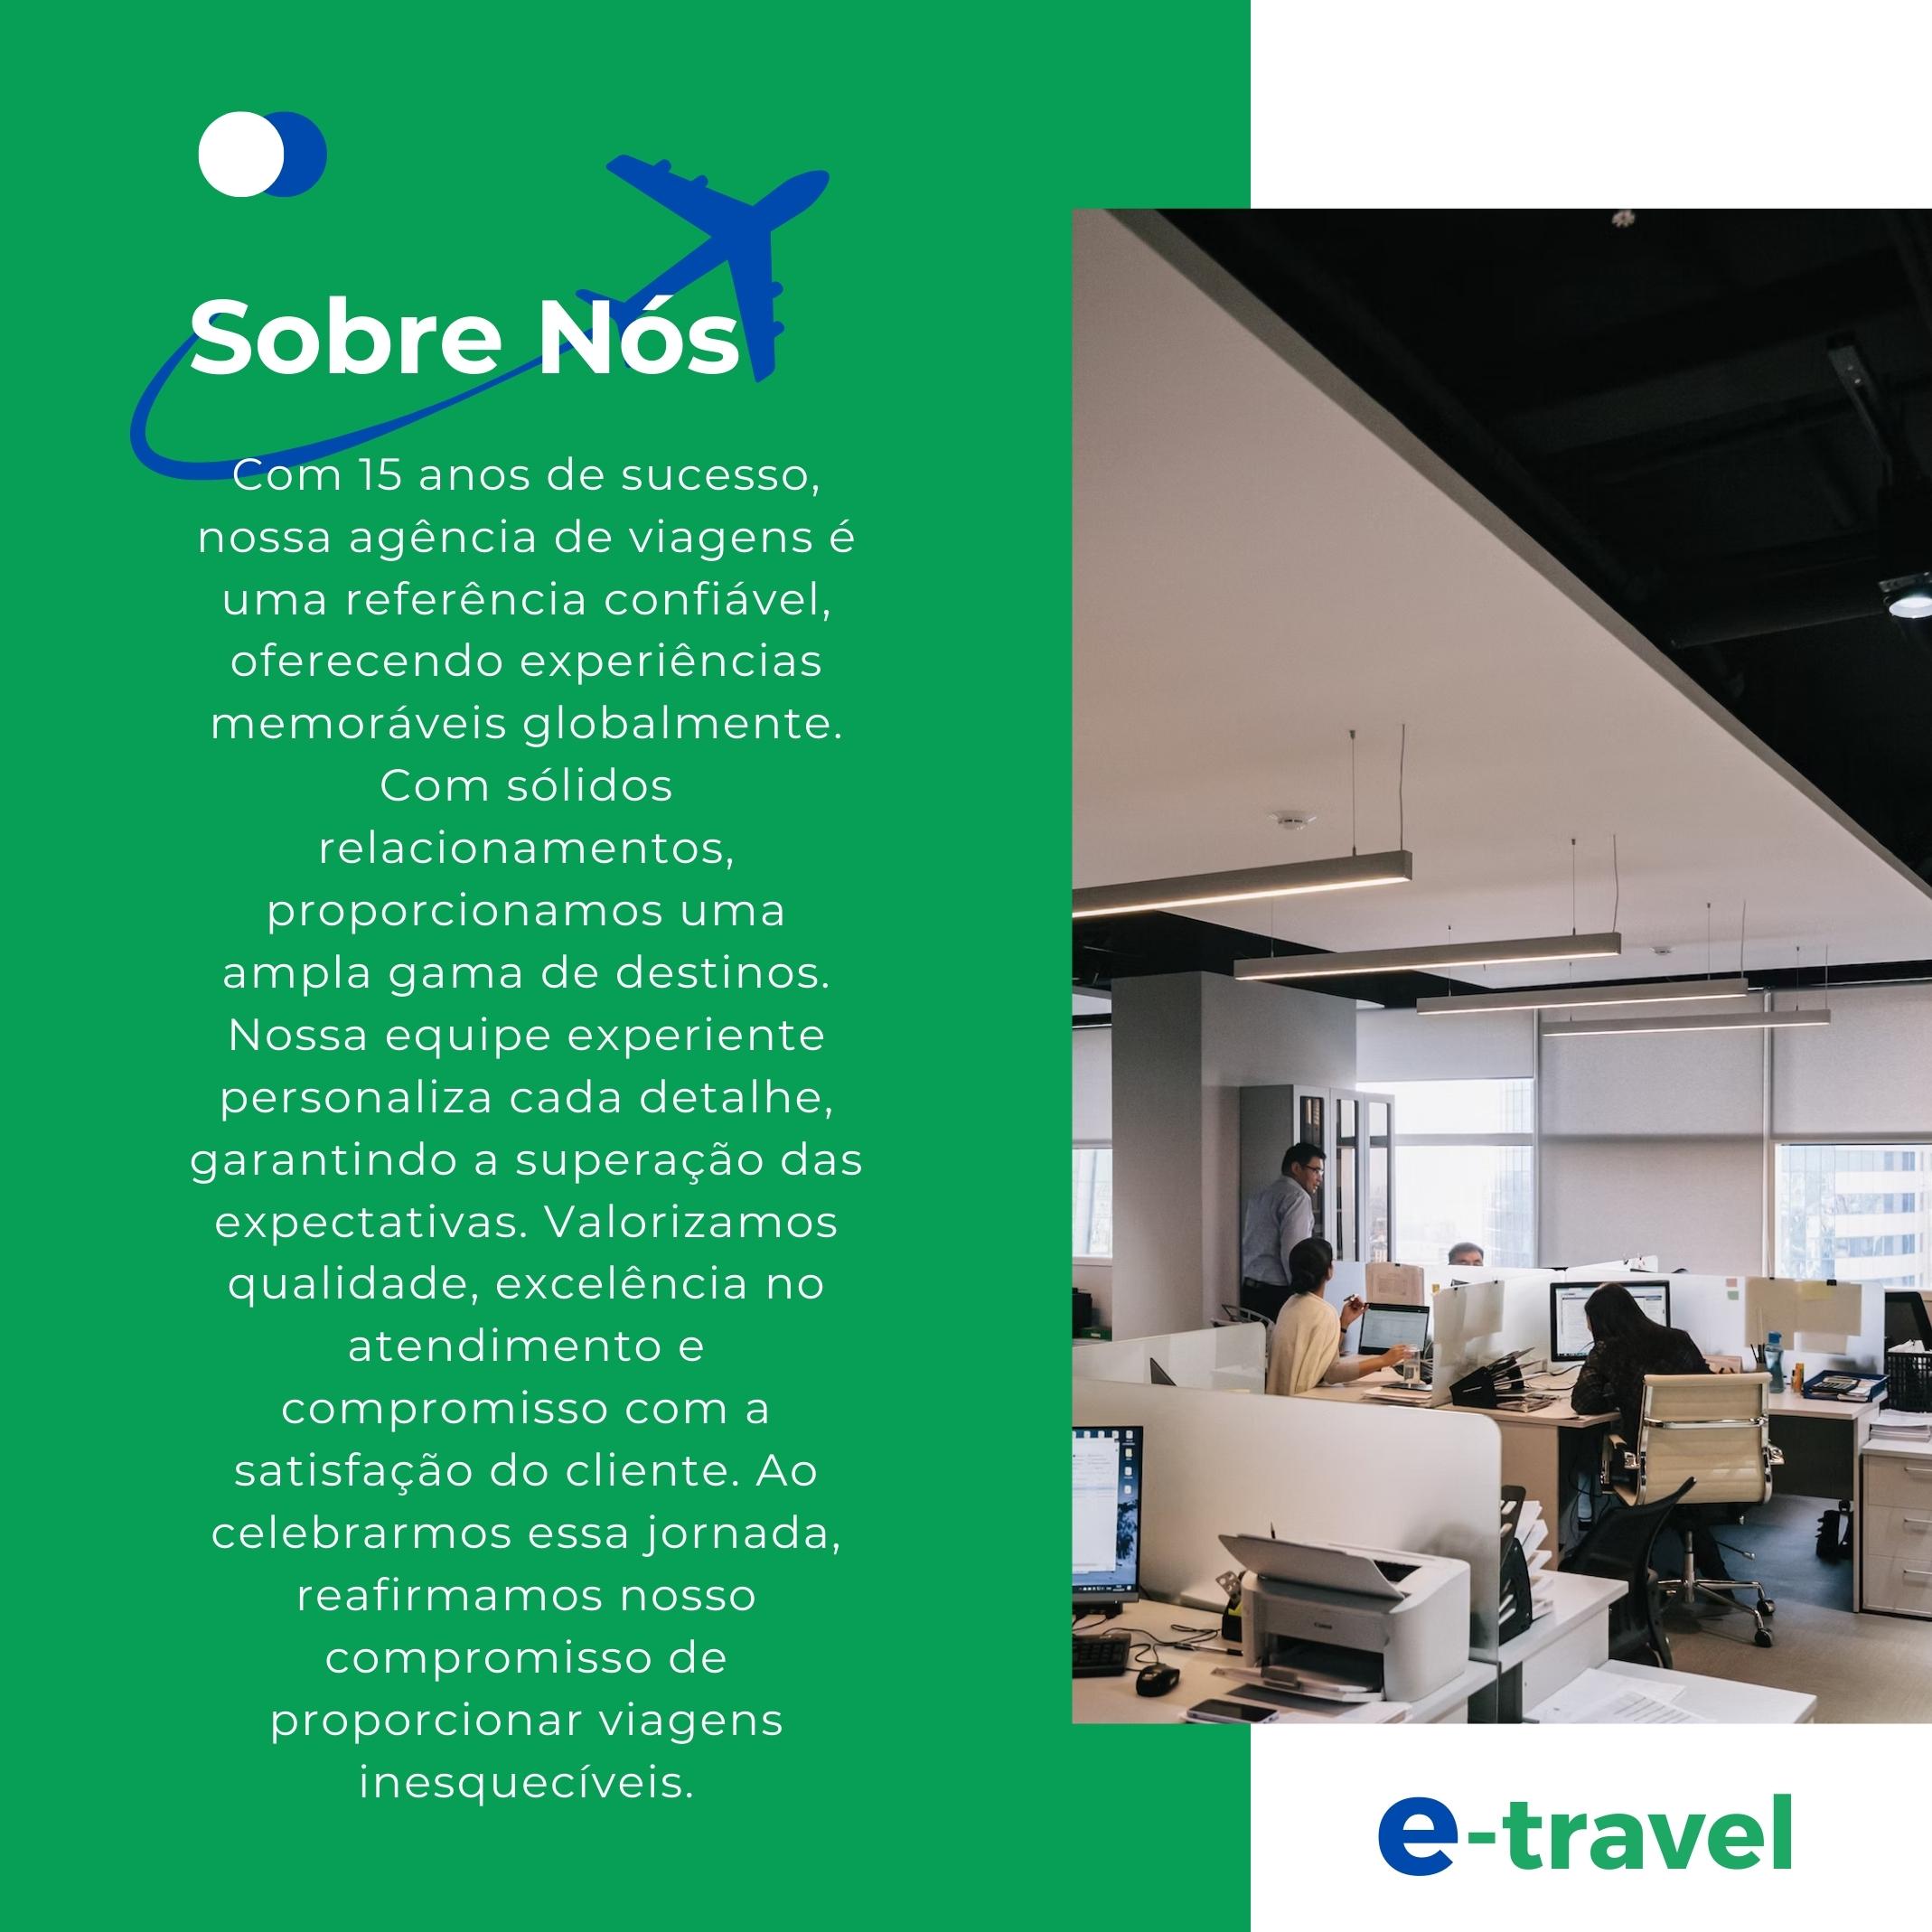 Sobre Nós
Com 15 anos de sucesso,
nossa agência de viagens é
uma referência confiável,
oferecendo experiências
memoráveis globalmente.
Com sólidos
relacionamentos,
proporcionamos uma
ampla gama de destinos.
Nossa equipe experiente
personaliza cada detalhe,
garantindo a superação das
expectativas. Valorizamos
qualidade, excelência no
atendimento e
compromisso com a
satisfação do cliente. Ao
celebrarmos essa jornada,
reafirmamos nosso
compromisso de
proporcionar viagens
inesquecíveis.
e-travel